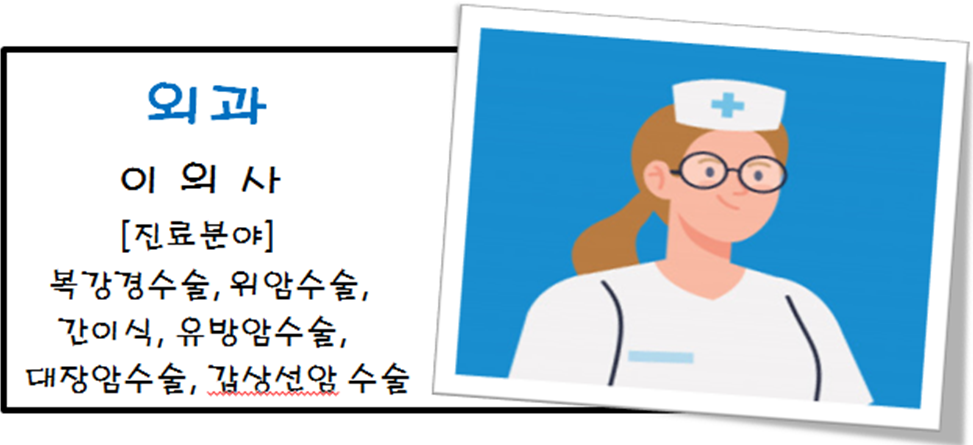 외과
이 의 사
[진료분야]
복강경수술, 위암수술,
간이식, 유방암수술,
대장암수술, 갑상선암 수술